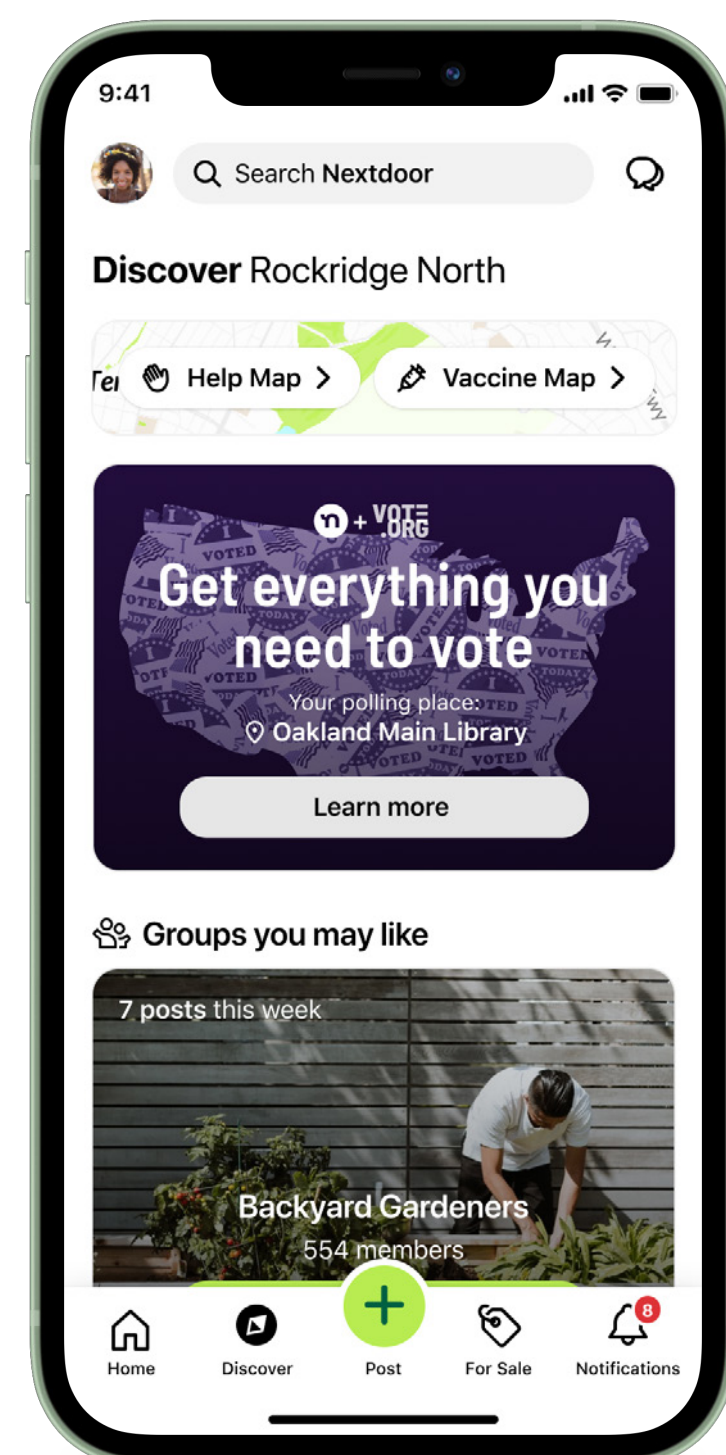 9:41
Search Nextdoor
Discover Rockridge North
Help Map
Vaccine Map
n + VOTE
.ORG
Get everything you
need to vote
Your polling place:
Oakland Main Library
Learn more
Groups you may like
7 posts this week
Backyard Gardeners
554 members
8
Home
Discover
Post
For Sale
Notifications